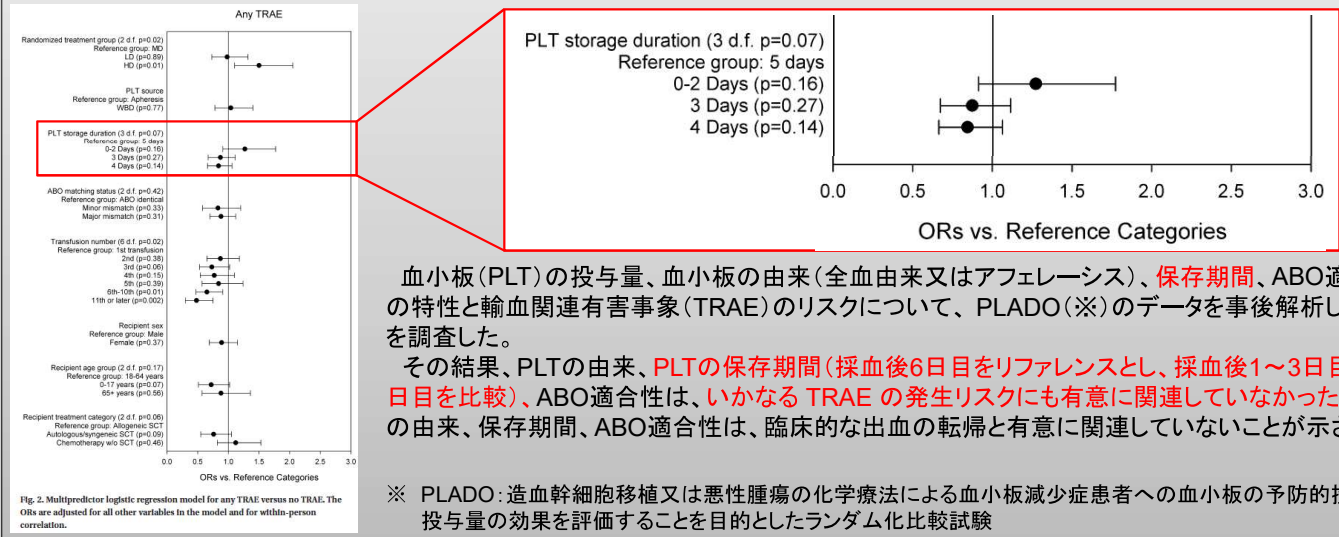 Any TRAE
Randomized treatment group (2 d.f. p=0.02)
Reference group: MD
LD (p=0.89)
HD (p=0.01)
PLT source
Reference group: Apheresis
WBD (p=0.77)
PLT storage duration (3 d.f. p=0.07)
Reference group: 5 days
0-2 Days (p=0.16)
3 Days (p=0.27)
4 Days (p=0.14)
ABO matching status (2 d.f. p=0.42)
Reference group: ABO identical
Minor mismatch (p=0.33)
Major mismatch (p=0.31)
Transfusion number (6 d.f. p=0.02)
Reference group: 1st transfusion
2nd (p=0.38)
3rd (p=0.06)
4th (p=0.15)
5th (p=0.39)
6th-10th (p=0.01)
11th or later (p=0.002)
Recipient sex
Reference group: Male
Female (p=0.37)
Recipient age group (2 d.f. p=0.17)
Reference group: 18-64 years
0-17 years (p=0.07)
65+ years (p=0.56)
Recipient treatment category (2 d.f. p=0.06)
Reference group: Allogeneic SCT
Autologous/syngeneic SCT (p=0.09)
Chemotherapy w/o SCT (p=0.46)
0.0 0.5 1.0 1.5 2.0 2.5 3.0
ORs vs. Reference Categories
Fig. 2. Multipredictor logistic regression model for any TRAE versus no TRAE. The
ORs are adjusted for all other variables in the model and for within-person
correlation.
PLT storage duration (3 d.f. p=0.07)
Reference group: 5 days
0-2 Days (p=0.16)
3 Days (p=0.27)
4 Days (p=0.14)
0.0 0.5 1.0 1.5 2.0 2.5 3.0
ORs vs. Reference Categories
血小板(PLT)の投与量、血小板の由来(全血由来又はアフェレーシス)、保存期間、ABO適
の特性と輸血関連有害事象(TRAE)のリスクについて、PLADO(※)のデータを事後解析し
を調査した。
その結果、PLTの由来、PLTの保存期間(採血後6日目をリファレンスとし、採血後1~3日目
日目を比較)、ABO適合性は、いかなる TRAE の発生リスクにも有意に関連していなかった
の由来、保存期間、ABO適合性は、臨床的な出血の転帰と有意に関連していないことが示さ
※ PLADO:造血幹細胞移植又は悪性腫瘍の化学療法による血小板減少症患者への血小板の予防的
投与量の効果を評価することを目的としたランダム化比較試験